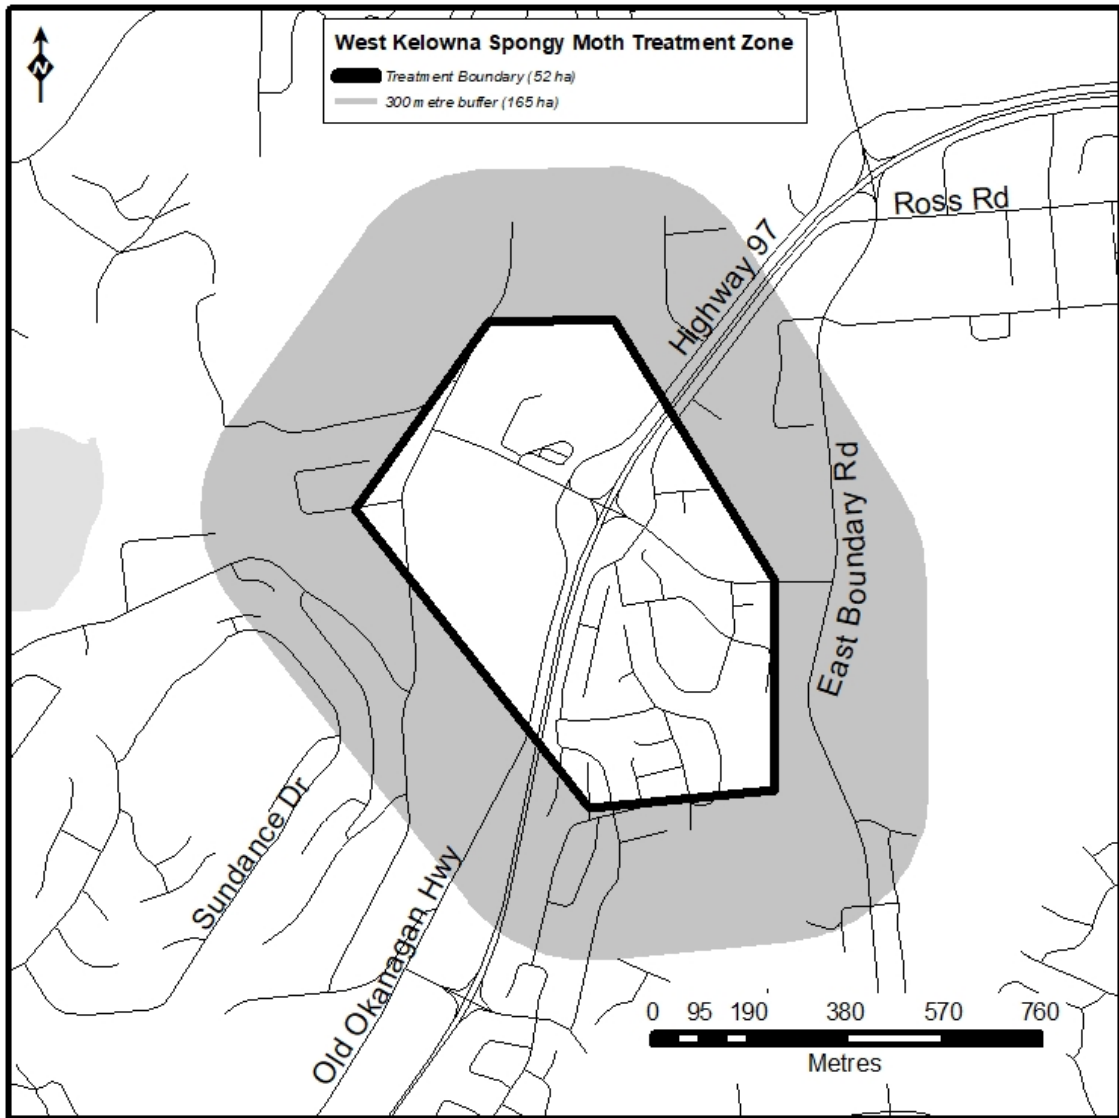 West Kelowna Spongy Moth Treatment Zone
Treatment Boundary (52 ha)
300 metre buffer (165 ha)
N
Ross Rd
Highway 97
East Boundary Rd
Sundance Dr
Old Okanagan Hwy
0 95 190 380 570 760
Metres